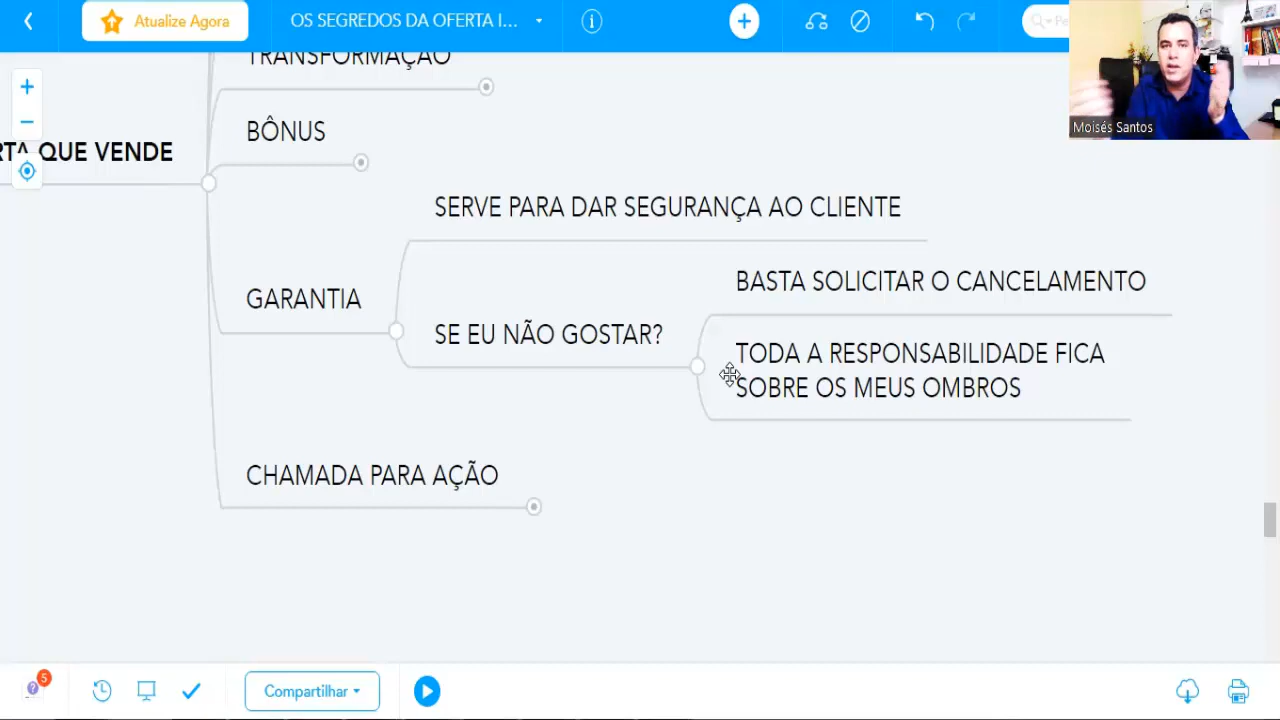 Atualize Agora
OS SEGREDOS DA OFERTA I...
Pe
Moisés Santos
TRANSFORMAÇÃO
BÔNUS
RTA QUE VENDE
SERVE PARA DAR SEGURANÇA AO CLIENTE
BASTA SOLICITAR O CANCELAMENTO
GARANTIA
SE EU NÃO GOSTAR?
TODA A RESPONSABILIDADE FICA
SOBRE OS MEUS OMBROS
CHAMADA PARA AÇÃO
5
Compartilhar